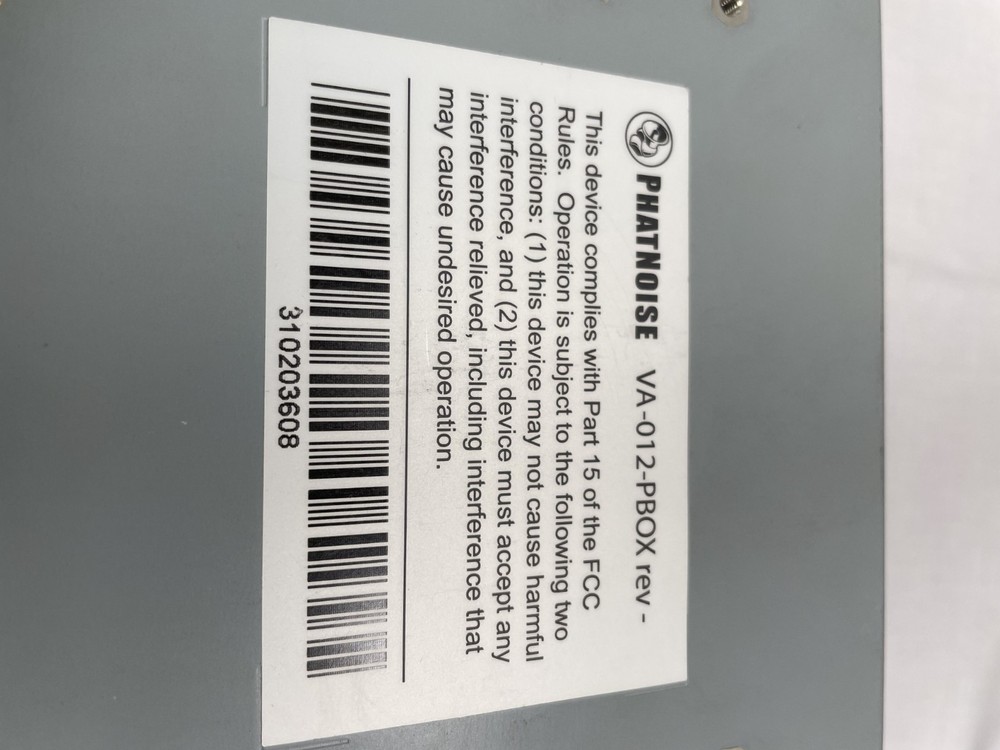 PHATNOISE VA-012-PBOX rev -
This device complies with Part 15 of the FCC
Rules. Operation is subject to the following two
conditions: (1) this device may not cause harmful
interference, and (2) this device must accept any
interference relieved, including interference that
may cause undesired operation.
310203608